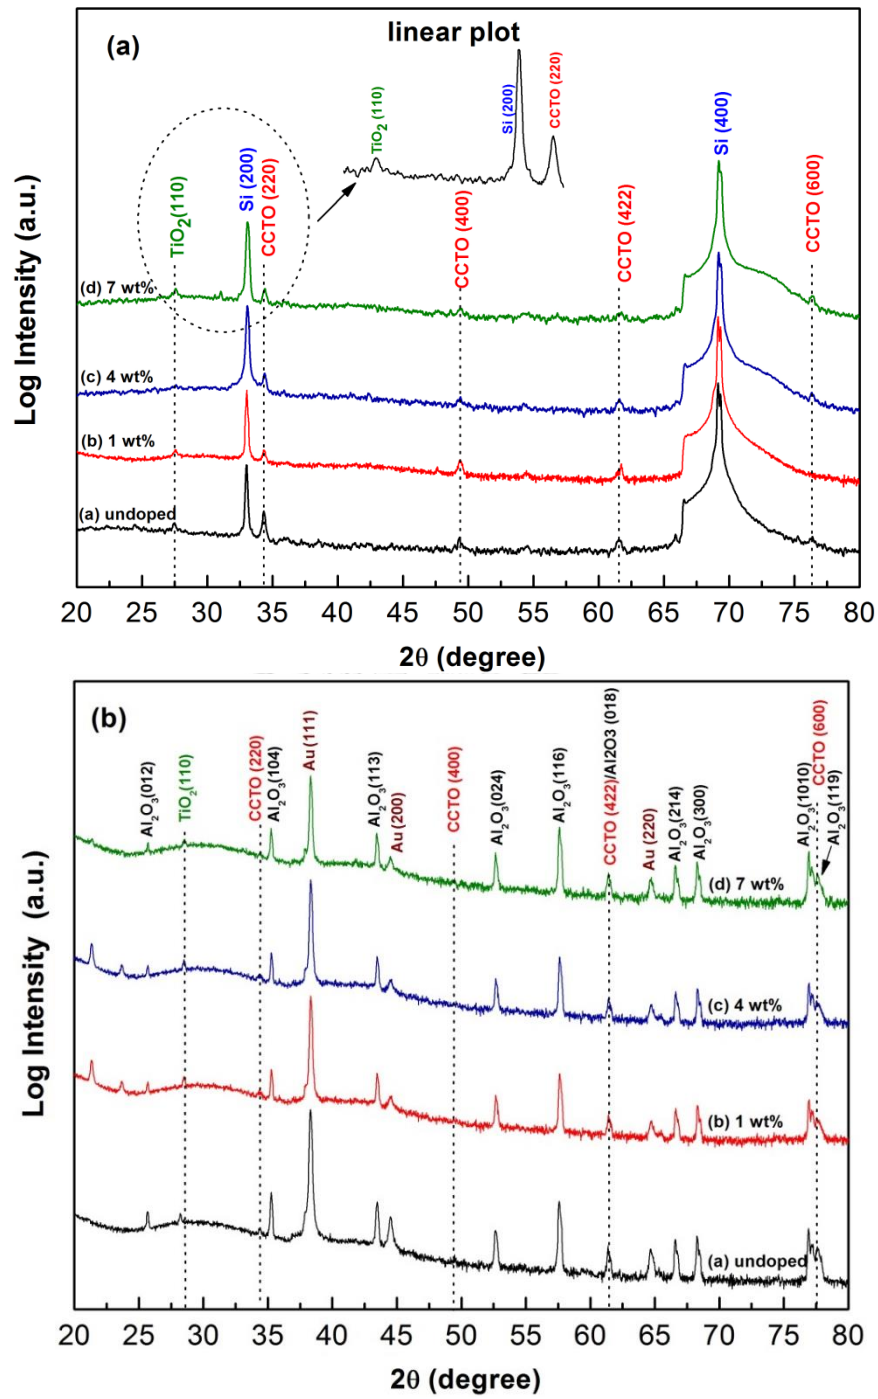 (a)
linear plot
TiO2(110)
Si (200)
CCTO (220)
TiO2 (110)
Si (200)
CCTO (220)
CCTO (400)
CCTO (422)
Si (400)
CCTO (600)
(d) 7 wt%
(c) 4 wt%
(b) 1 wt%
(a) undoped
Log Intensity (a.u.)
20 25 30 35 40 45 50 55 60 65 70 75 80
2θ (degree)
(b)
Al2O3(012)
TiO2(110)
CCTO (220)
Al2O3(104)
Au (111)
Al2O3(113)
Au (200)
CCTO (400)
Al2O3(024)
Al2O3(116)
CCTO (422)/Al2O3 (018)
Au (220)
Al2O3(214)
Al2O3(300)
Al2O3(1010)
CCTO (600)
Al2O3(119)
(d) 7 wt%
(c) 4 wt%
(b) 1 wt%
(a) undoped
Log Intensity (a.u.)
20 25 30 35 40 45 50 55 60 65 70 75 80
2θ (degree)